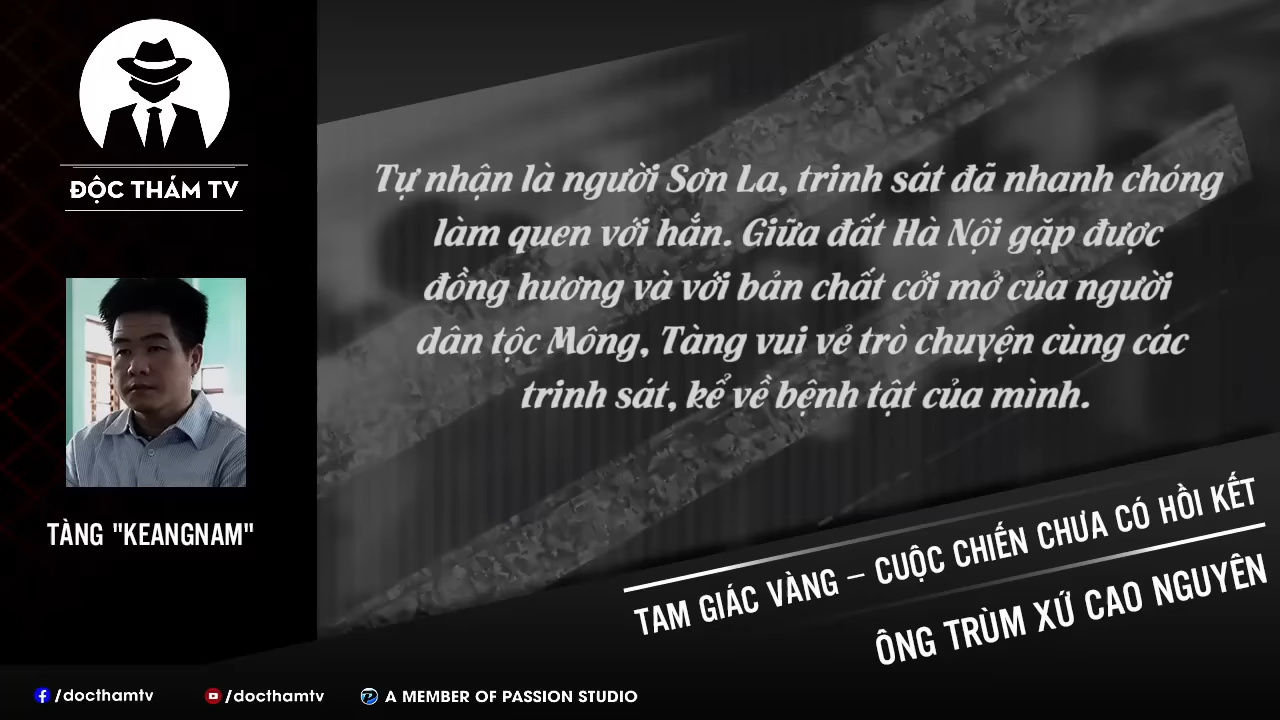 ĐỘC THÁM TV
TÀNG "KEANGNAM"
Tự nhận là người Sơn La, trinh sát đã nhanh chóng
làm quen với hắn. Giữa đất Hà Nội gặp được
đồng hương và với bản chất cởi mở của người
dân tộc Mông, Tàng vui vẻ trò chuyện cùng các
trinh sát, kể về bệnh tật của mình.
TAM GIÁC VÀNG – CUỘC CHIẾN CHƯA CÓ HỒI KẾT
ÔNG TRÙM XỨ CAO NGUYÊN
/docthamtv
/docthamtv
A MEMBER OF PASSION STUDIO